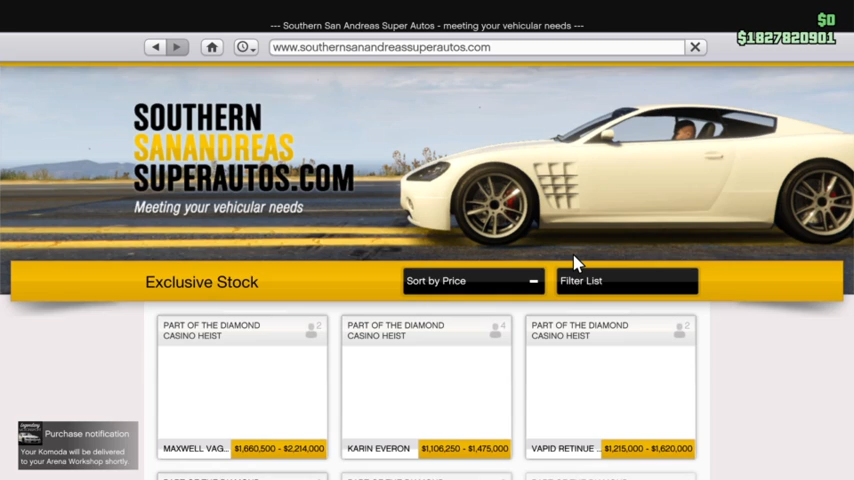 --- Southern San Andreas Super Autos - meeting your vehicular needs ---
$0
$1827820901
www.southernsanandreassuperautos.com
SOUTHERN
SANANDREAS
SUPERAUTOS.COM
Meeting your vehicular needs
Exclusive Stock
Sort by Price
Filter List
PART OF THE DIAMOND
CASINO HEIST
2
PART OF THE DIAMOND
CASINO HEIST
4
PART OF THE DIAMOND
CASINO HEIST
2
MAXWELL VAG... $1,660,500 - $2,214,000
KARIN EVERON $1,106,250 - $1,475,000
VAPID RETINUE ... $1,215,000 - $1,620,000
Purchase notification
Your Komoda will be delivered
to your Arena Workshop shortly.